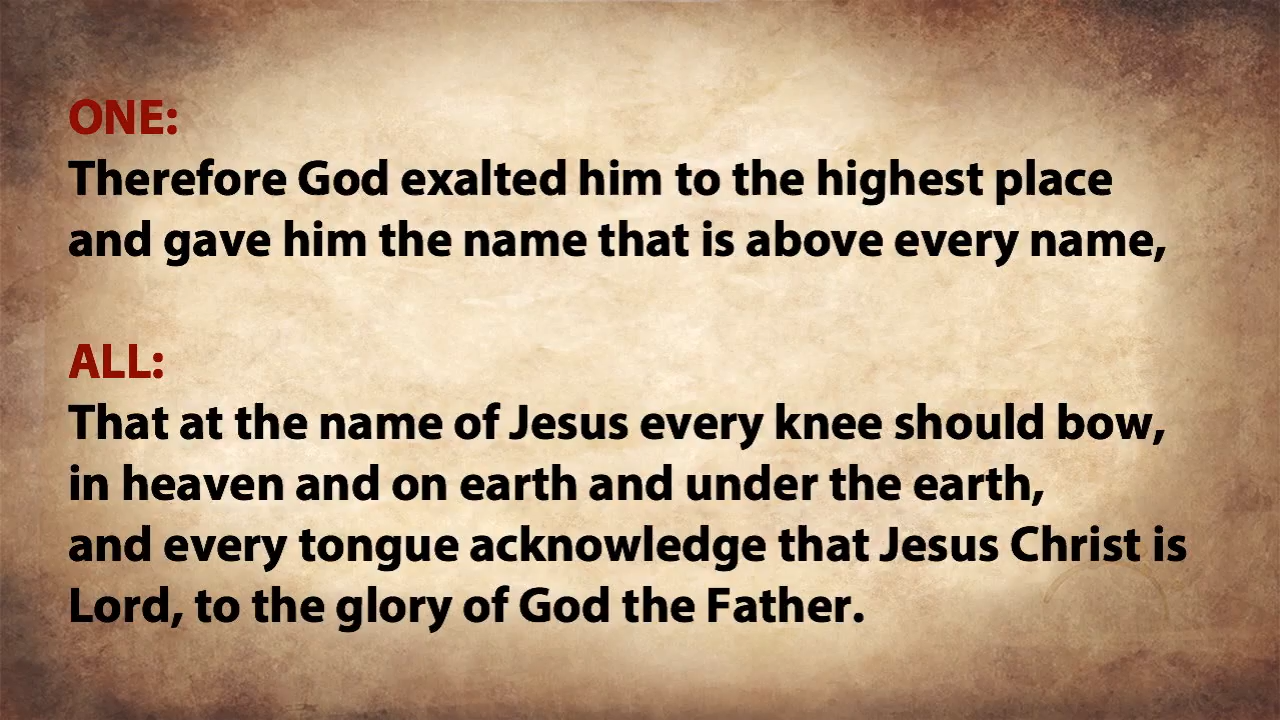 ONE:
Therefore God exalted him to the highest place
and gave him the name that is above every name,
ALL:
That at the name of Jesus every knee should bow,
in heaven and on earth and under the earth,
and every tongue acknowledge that Jesus Christ is
Lord, to the glory of God the Father.